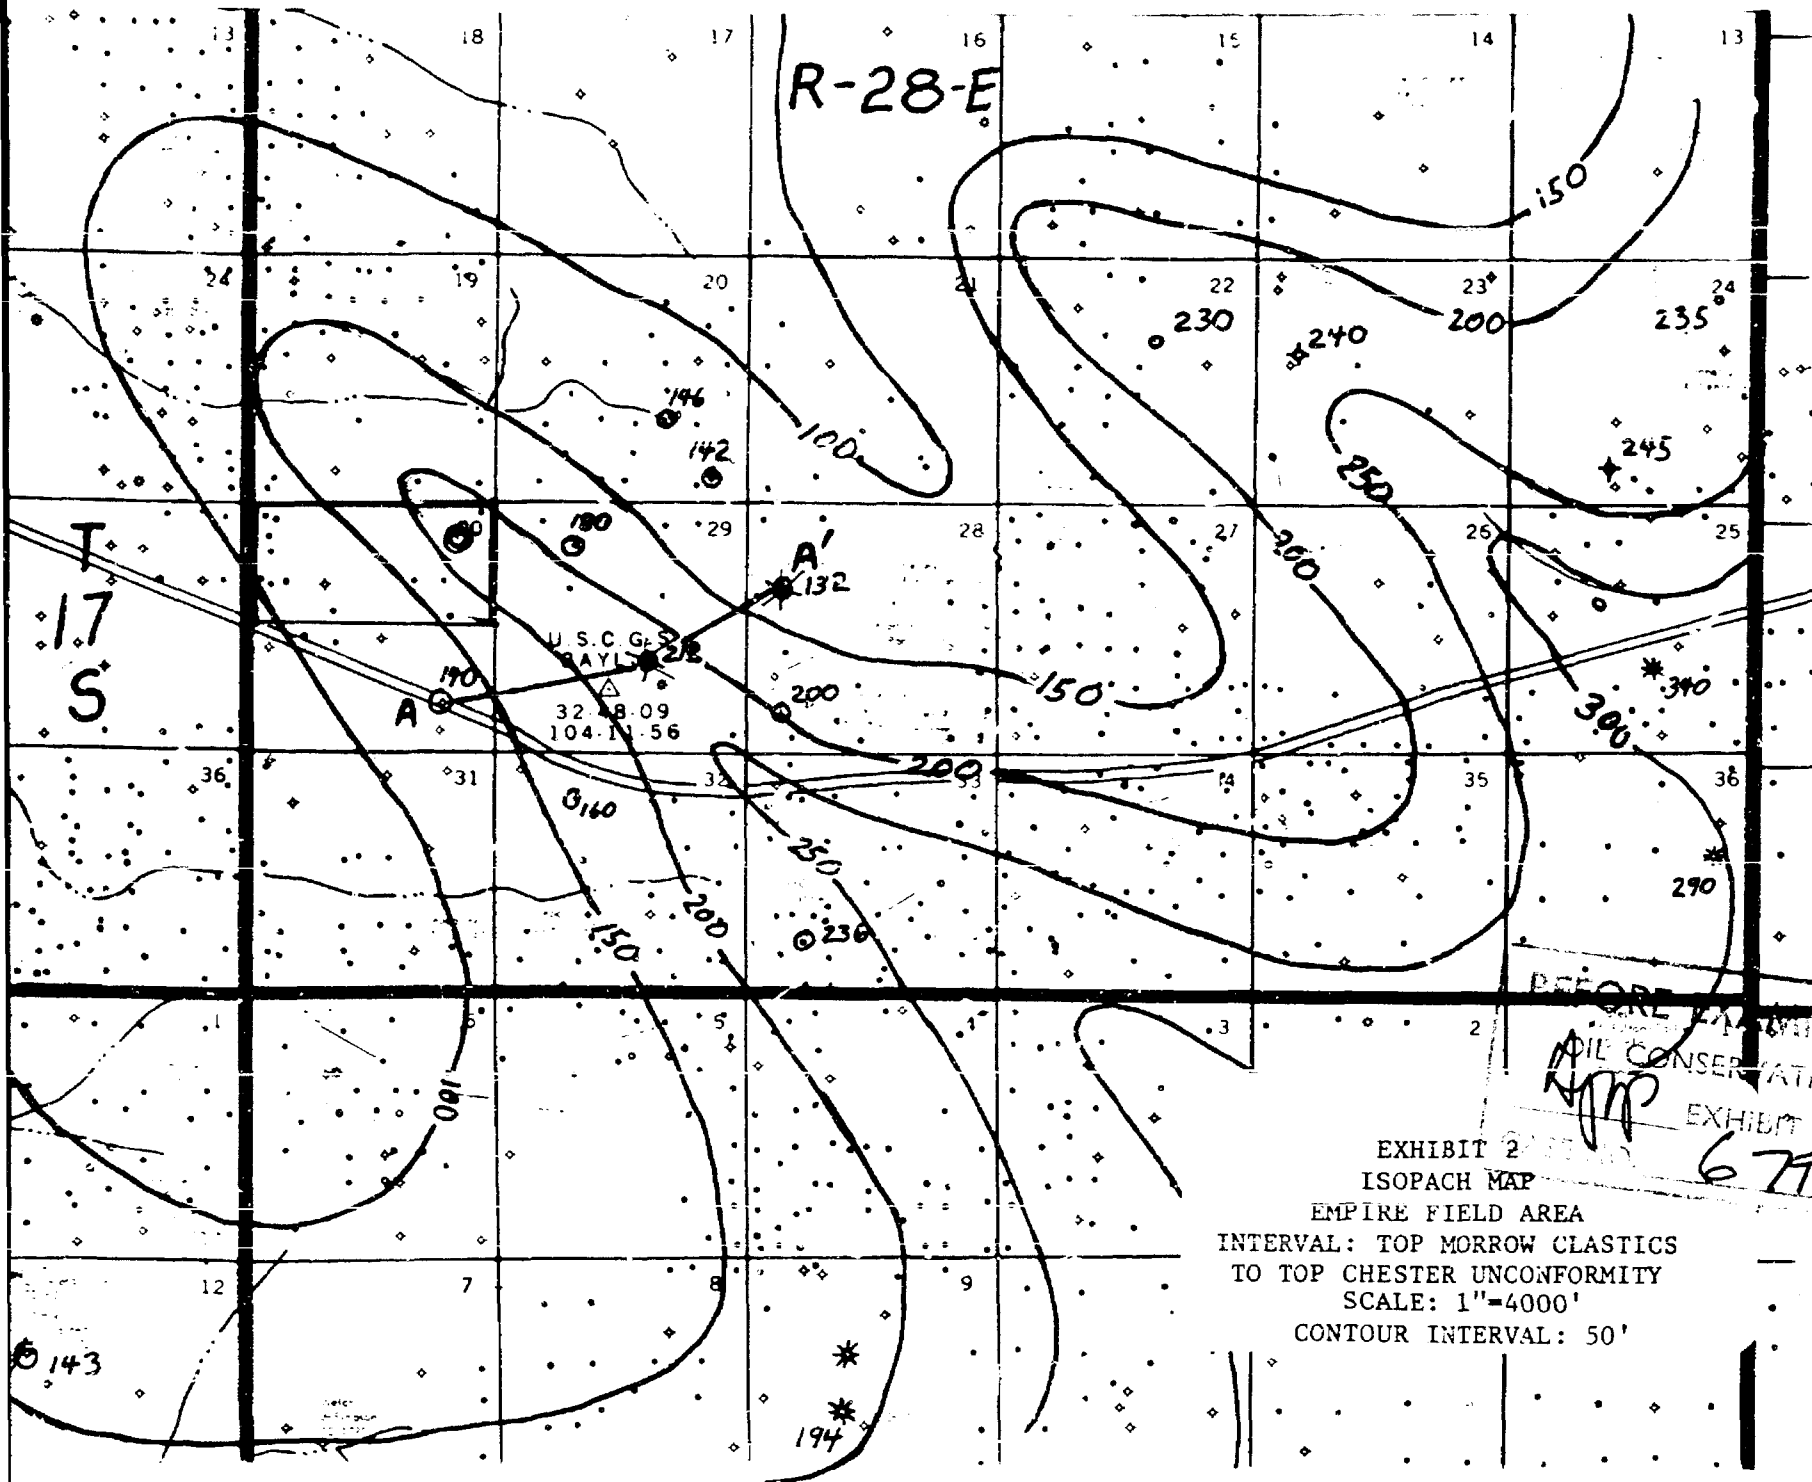 13 18 17 16 15 14 13
R-28-E
150
24 19 20 21 22 23 24
230 240 200 235
146
100
142
250
245
T
17
S
180
29 28 27 26 25
A'
132
200
U.S.C.G.S
212
190
A
200
150
340
300
32 48 09
104-11-56
200
36 31 32 33 35 36
160
250
290
200
150
236
1 6 5 4 3 2
BEFORE
OIL CONSERVATI
100
EXHIBIT
679
EXHIBIT 2
ISOPACH MAP
EMPIRE FIELD AREA
INTERVAL: TOP MORROW CLASTICS
TO TOP CHESTER UNCONFORMITY
SCALE: 1"=4000'
CONTOUR INTERVAL: 50'
12 7 8 9
143
194